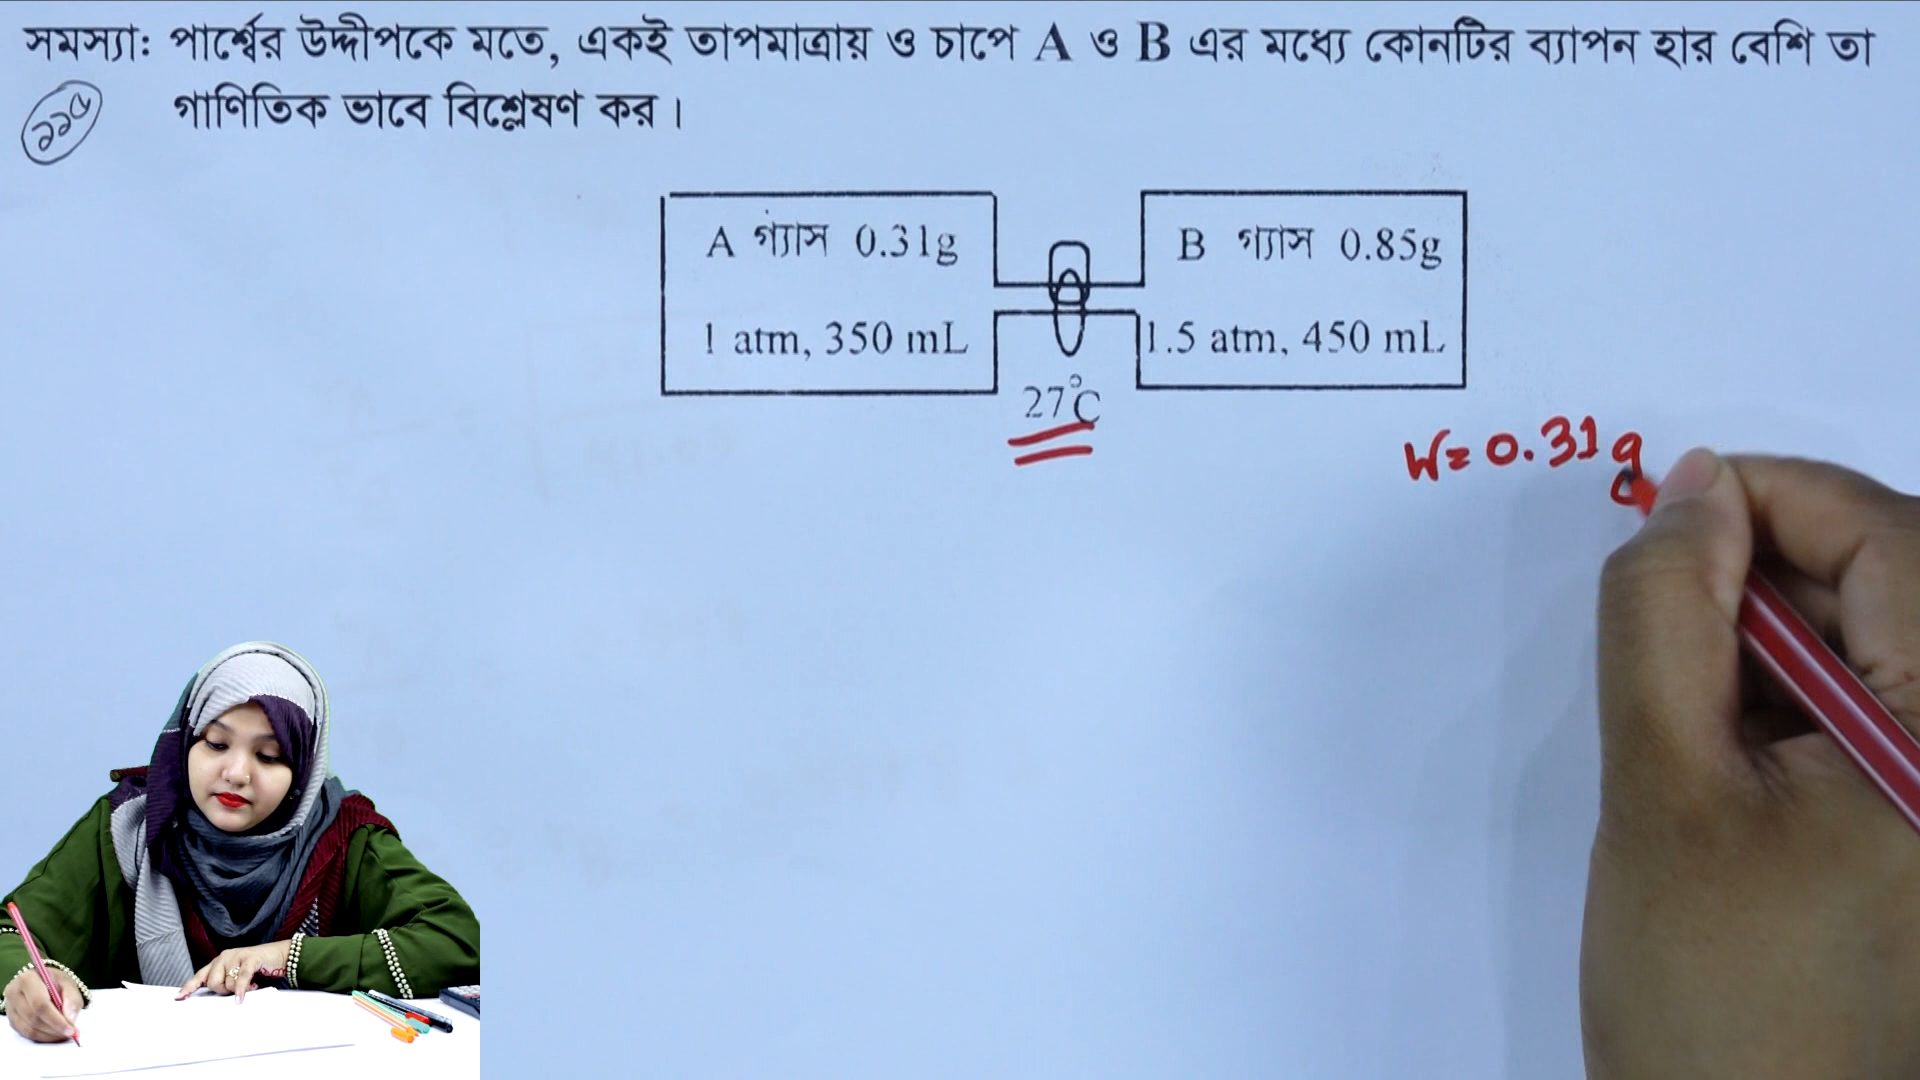 সমস্যা: পার্শ্বের উদ্দীপকে মতে, একই তাপমাত্রায় ও চাপে A ও B এর মধ্যে কোনটির ব্যাপন হার বেশি তা
গাণিতিক ভাবে বিশ্লেষণ কর।
A গ্যাস 0.31g
1 atm, 350 mL
B গ্যাস 0.85g
1.5 atm, 450 mL
27°C
W= 0.31 g